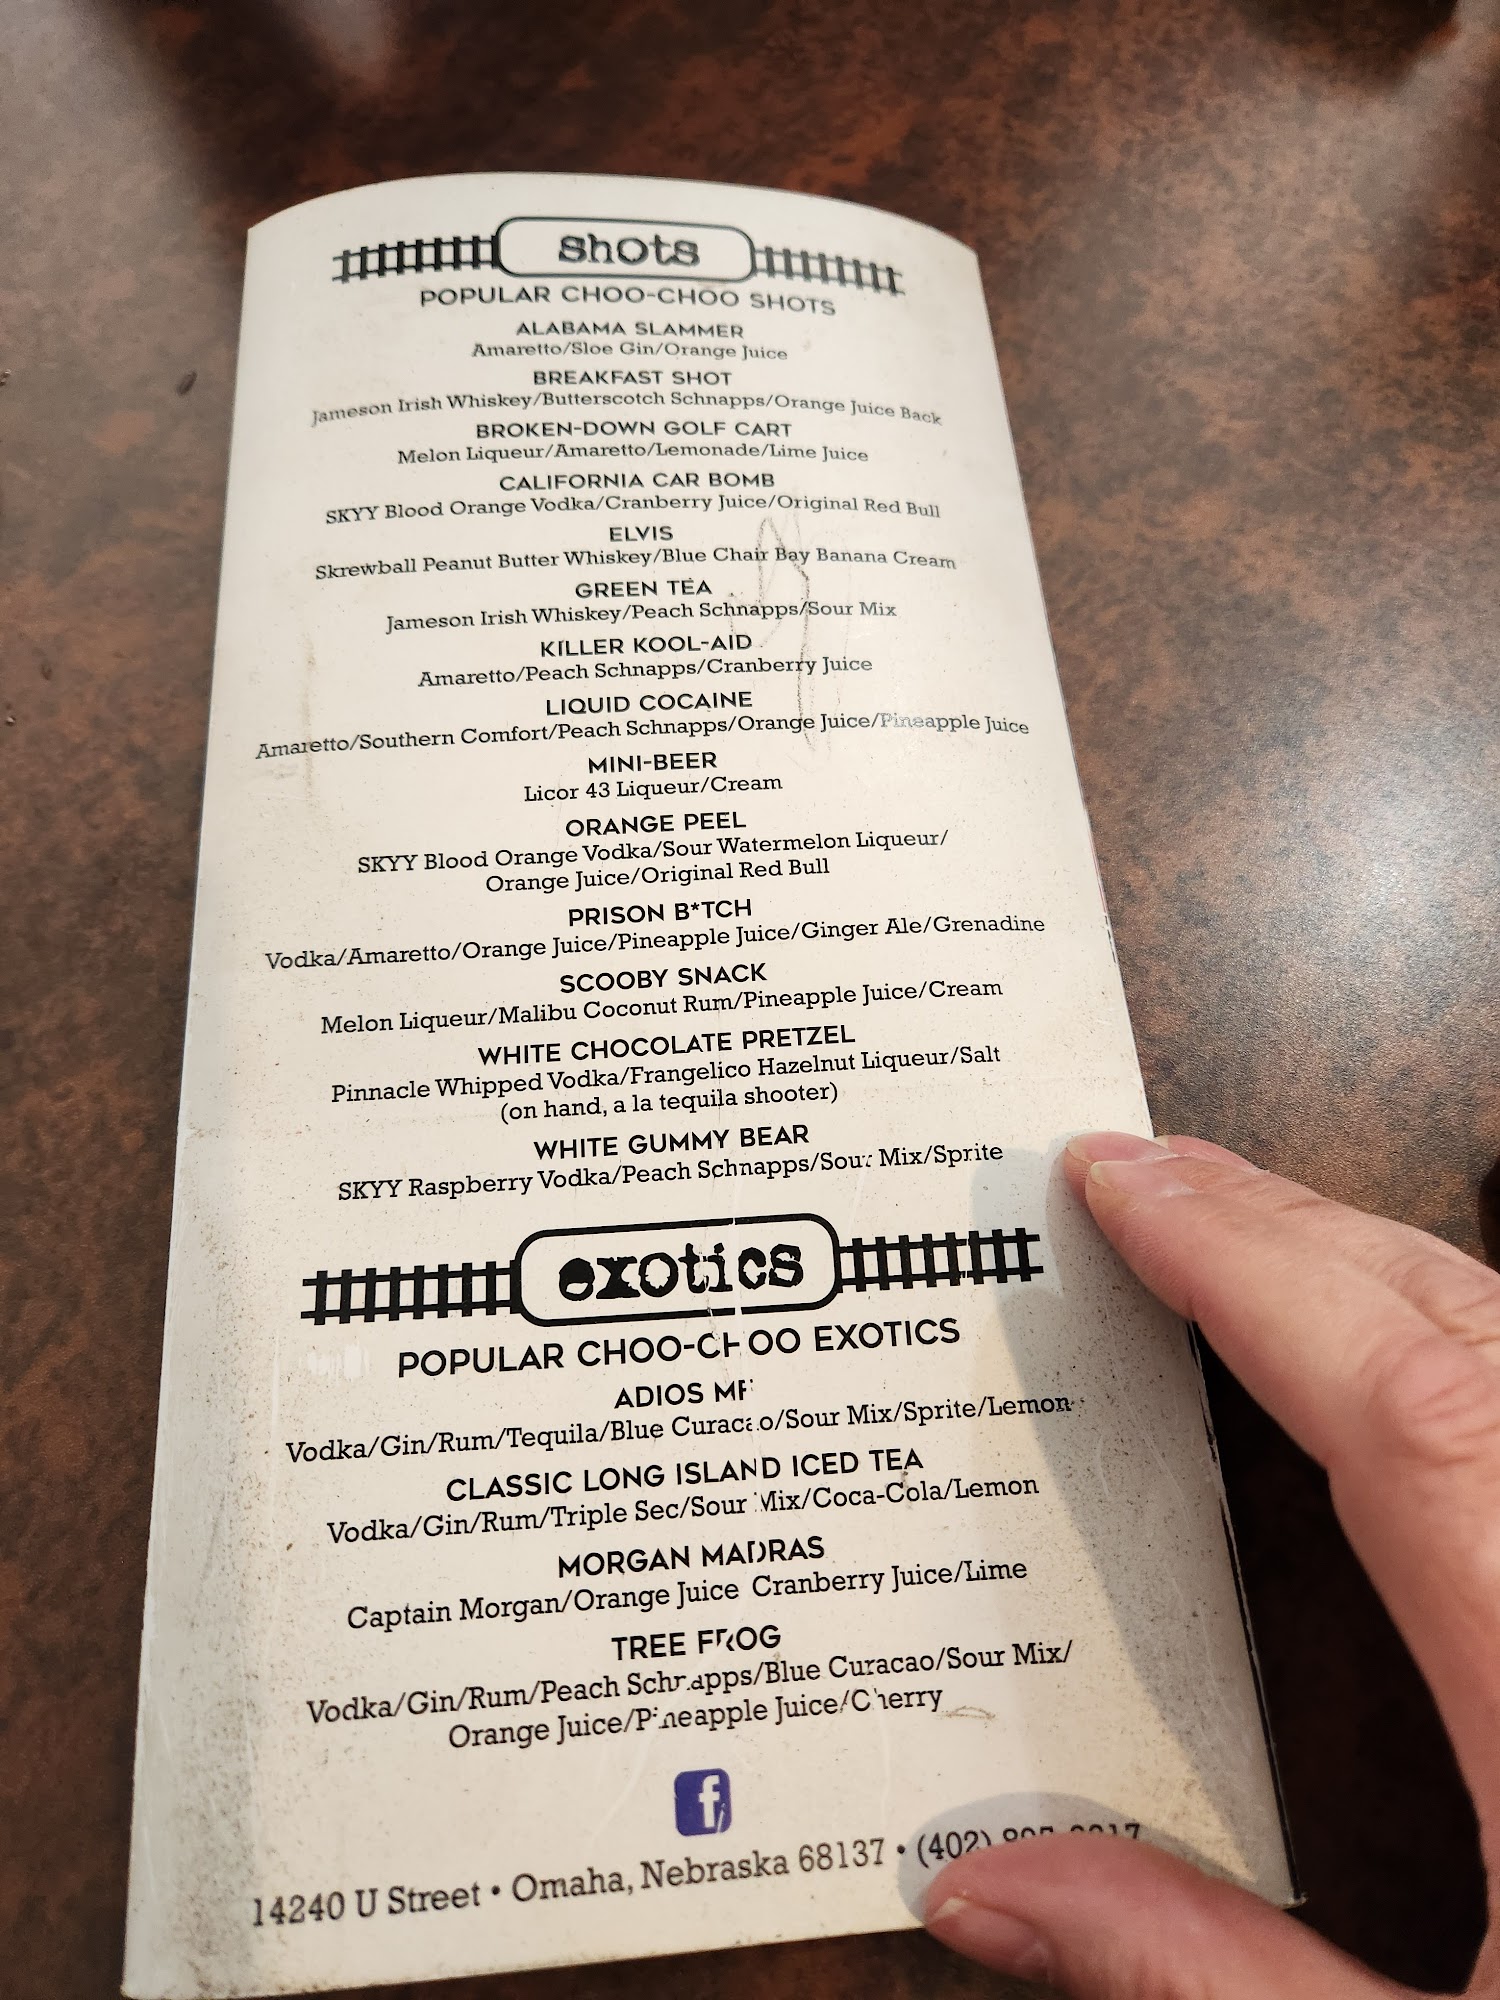 shots
POPULAR CHOO-CHOO SHOTS
ALABAMA SLAMMER
Amaretto/Sloe Gin/Orange Juice
BREAKFAST SHOT
Jameson Irish Whiskey/Butterscotch Schnapps/Orange Juice Back
BROKEN-DOWN GOLF CART
Melon Liqueur/Amaretto/Lemonade/Lime Juice
CALIFORNIA CAR BOMB
SKYY Blood Orange Vodka/Cranberry Juice/Original Red Bull
ELVIS
Skrewball Peanut Butter Whiskey/Blue Chair Bay Banana Cream
GREEN TEA
Jameson Irish Whiskey/Peach Schnapps/Sour Mix
KILLER KOOL-AID
Amaretto/Peach Schnapps/Cranberry Juice
LIQUID COCAINE
Amaretto/Southern Comfort/Peach Schnapps/Orange Juice/Pineapple Juice
MINI-BEER
Licor 43 Liqueur/Cream
ORANGE PEEL
SKYY Blood Orange Vodka/Sour Watermelon Liqueur/
Orange Juice/Original Red Bull
PRISON B*TCH
Vodka/Amaretto/Orange Juice/Pineapple Juice/Ginger Ale/Grenadine
SCOOBY SNACK
Melon Liqueur/Malibu Coconut Rum/Pineapple Juice/Cream
WHITE CHOCOLATE PRETZEL
Pinnacle Whipped Vodka/Frangelico Hazelnut Liqueur/Salt
(on hand, a la tequila shooter)
WHITE GUMMY BEAR
SKYY Raspberry Vodka/Peach Schnapps/Sour Mix/Sprite
exotics
POPULAR CHOO-CHOO EXOTICS
ADIOS
Vodka/Gin/Rum/Tequila/Blue Curacao/Sour Mix/Sprite/Lemon
CLASSIC LONG ISLAND ICED TEA
Vodka/Gin/Rum/Triple Sec/Sour Mix/Coca-Cola/Lemon
MORGAN MADRAS
Captain Morgan/Orange Juice Cranberry Juice/Lime
TREE FROG
Vodka/Gin/Rum/Peach Schnapps/Blue Curacao/Sour Mix/
Orange Juice/Pineapple Juice/Cherry
f
14240 U Street • Omaha, Nebraska 68137 • (402)